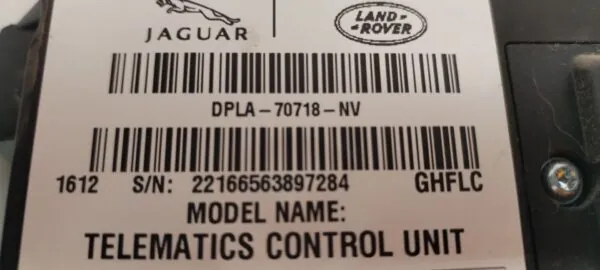 JAGUAR
LAND-
ROVER
DPLA-70718-NV
1612 S/N: 22166563897284 GHFLC
MODEL NAME:
TELEMATICS CONTROL UNIT